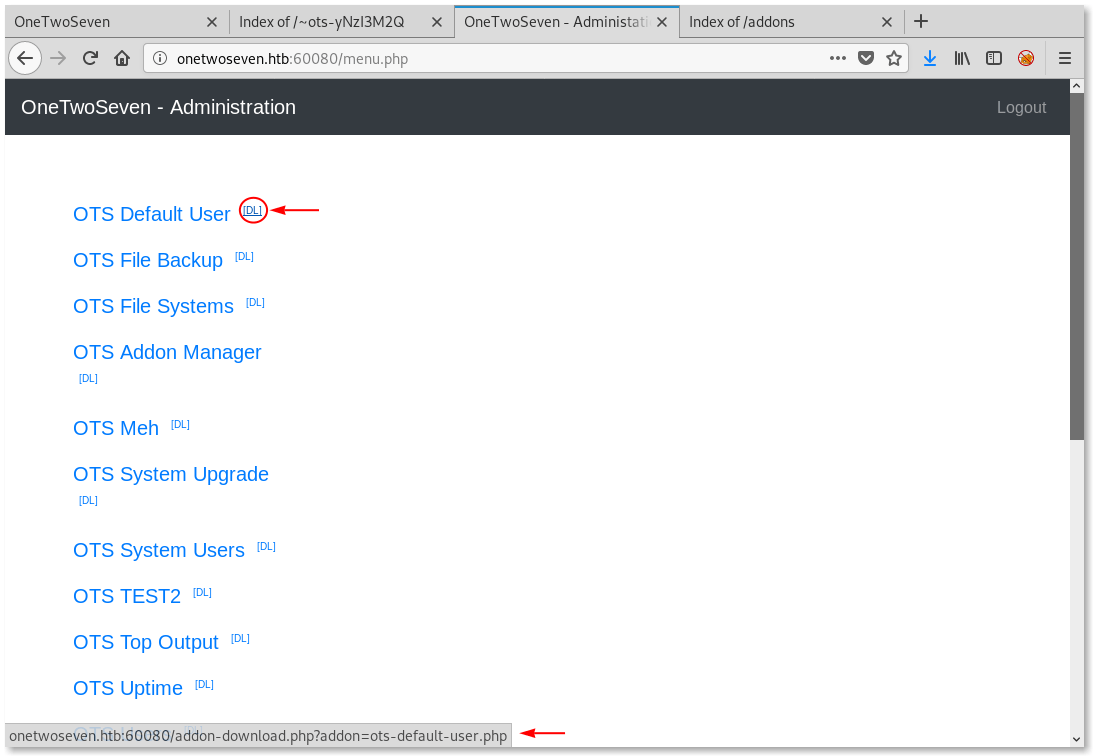 OneTwoSeven
Index of /~ots-yNzI3M2Q
OneTwoSeven - Administati
Index of /addons
onetwoseven.htb:60080/menu.php
OneTwoSeven - Administration
Logout
OTS Default User [DL]
OTS File Backup [DL]
OTS File Systems [DL]
OTS Addon Manager
[DL]
OTS Meh [DL]
OTS System Upgrade
[DL]
OTS System Users [DL]
OTS TEST2 [DL]
OTS Top Output [DL]
OTS Uptime [DL]
onetwoseven.htb:60080/addon-download.php?addon=ots-default-user.php